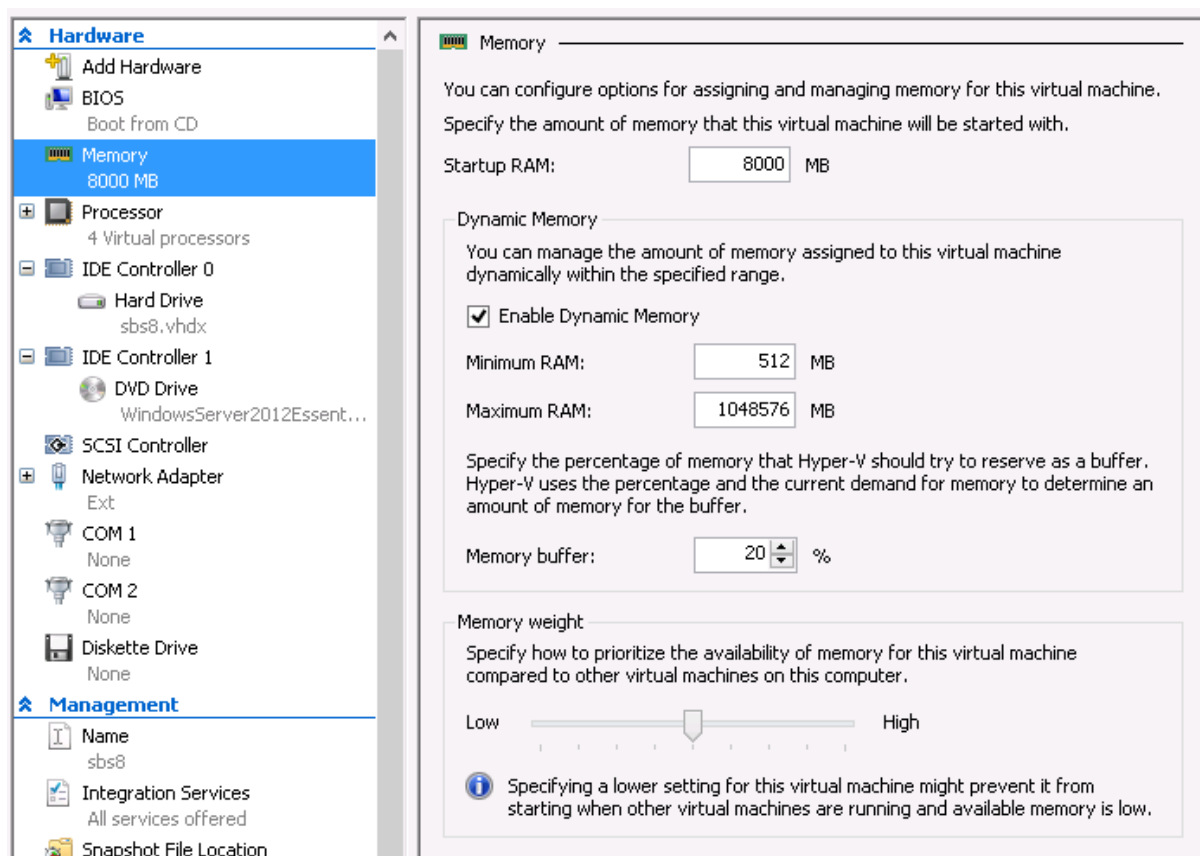 Hardware
Add Hardware
BIOS
Boot from CD
Memory
8000 MB
Processor
4 Virtual processors
IDE Controller 0
Hard Drive
sbs8.vhdx
IDE Controller 1
DVD Drive
WindowsServer2012Essent...
SCSI Controller
Network Adapter
Ext
COM 1
None
COM 2
None
Diskette Drive
None
Management
Name
sbs8
Integration Services
All services offered
Snapshot File Location
Memory
You can configure options for assigning and managing memory for this virtual machine.
Specify the amount of memory that this virtual machine will be started with.
Startup RAM: 8000 MB
Dynamic Memory
You can manage the amount of memory assigned to this virtual machine
dynamically within the specified range.
Enable Dynamic Memory
Minimum RAM: 512 MB
Maximum RAM: 1048576 MB
Specify the percentage of memory that Hyper-V should try to reserve as a buffer.
Hyper-V uses the percentage and the current demand for memory to determine an
amount of memory for the buffer.
Memory buffer: 20 %
Memory weight
Specify how to prioritize the availability of memory for this virtual machine
compared to other virtual machines on this computer.
Low High
Specifying a lower setting for this virtual machine might prevent it from
starting when other virtual machines are running and available memory is low.